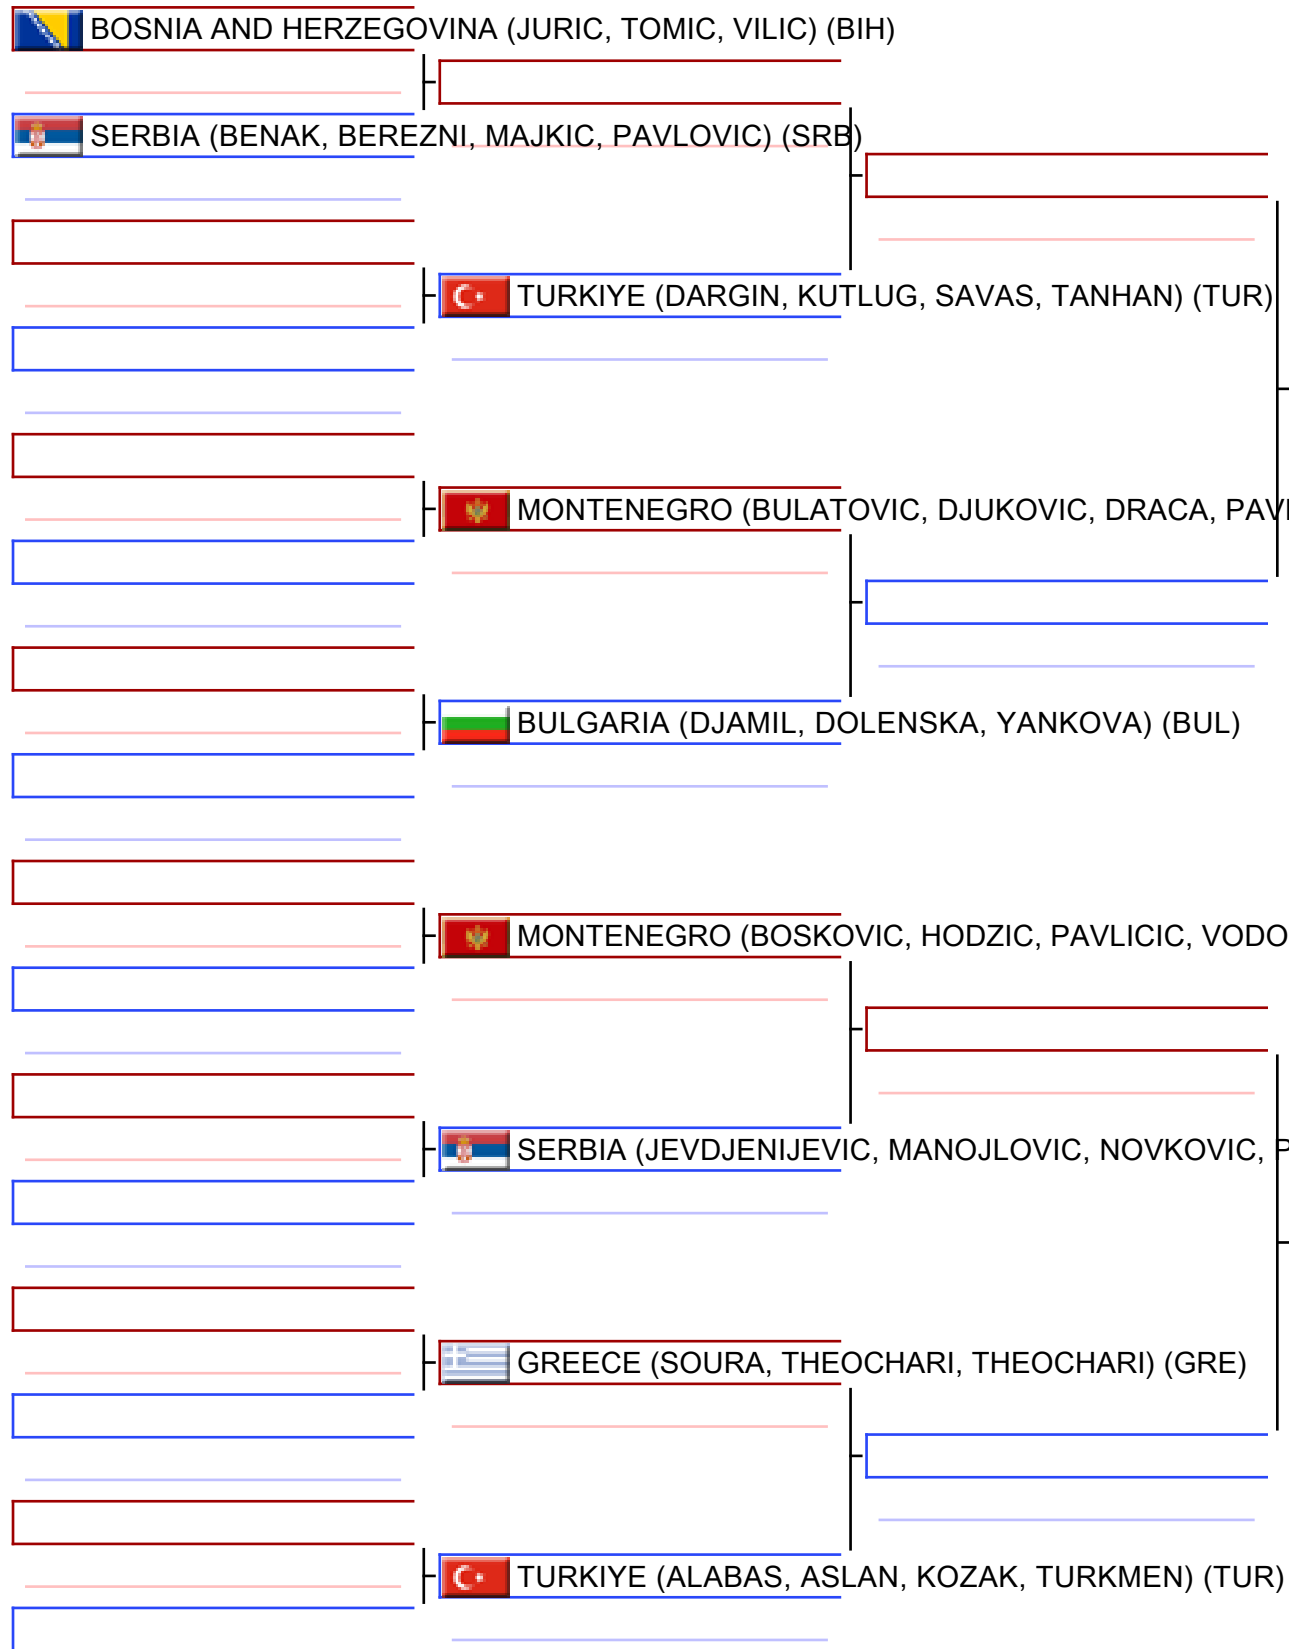 BOSNIA AND HERZEGOVINA (JURIC, TOMIC, VILIC) (BIH)
SERBIA (BENAK, BEREZNI, MAJKIC, PAVLOVIC) (SRB)
TURKIYE (DARGIN, KUTLUG, SAVAS, TANHAN) (TUR)
MONTENEGRO (BULATOVIC, DJUKOVIC, DRACA, PAV
BULGARIA (DJAMIL, DOLENSKA, YANKOVA) (BUL)
MONTENEGRO (BOSKOVIC, HODZIC, PAVLICIC, VODO
SERBIA (JEVDJENIJEVIC, MANOJLOVIC, NOVKOVIC, P
GREECE (SOURA, THEOCHARI, THEOCHARI) (GRE)
TURKIYE (ALABAS, ASLAN, KOZAK, TURKMEN) (TUR)